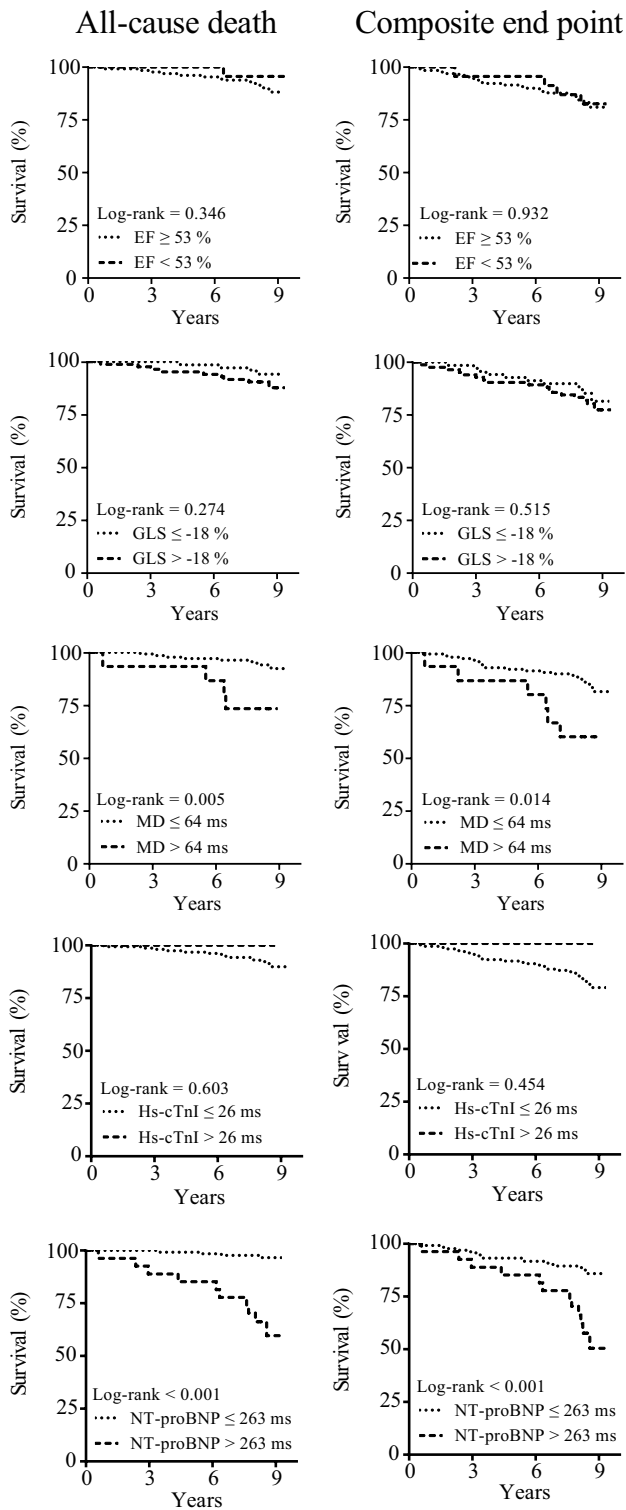 All-cause death
Composite end point
Survival (%)
100
75
50
25
0
Log-rank = 0.346
EF ≥ 53 %
EF < 53 %
0 3 6 9
Years
Survival (%)
100
75
50
25
0
Log-rank = 0.932
EF ≥ 53 %
EF < 53 %
0 3 6 9
Years
Survival (%)
100
75
50
25
0
Log-rank = 0.274
GLS ≤ -18 %
GLS > -18 %
0 3 6 9
Years
Survival (%)
100
75
50
25
0
Log-rank = 0.515
GLS ≤ -18 %
GLS > -18 %
0 3 6 9
Years
Survival (%)
100
75
50
25
0
Log-rank = 0.005
MD ≤ 64 ms
MD > 64 ms
0 3 6 9
Years
Survival (%)
100
75
50
25
0
Log-rank = 0.014
MD ≤ 64 ms
MD > 64 ms
0 3 6 9
Years
Survival (%)
100
75
50
25
0
Log-rank = 0.603
Hs-cTnI ≤ 26 ms
Hs-cTnI > 26 ms
0 3 6 9
Years
Surv val (%)
100
75
50
25
0
Log-rank = 0.454
Hs-cTnI ≤ 26 ms
Hs-cTnI > 26 ms
0 3 6 9
Years
Survival (%)
100
75
50
25
0
Log-rank < 0.001
NT-proBNP ≤ 263 ms
NT-proBNP > 263 ms
0 3 6 9
Years
Survival (%)
100
75
50
25
0
Log-rank < 0.001
NT-proBNP ≤ 263 ms
NT-proBNP > 263 ms
0 3 6 9
Years